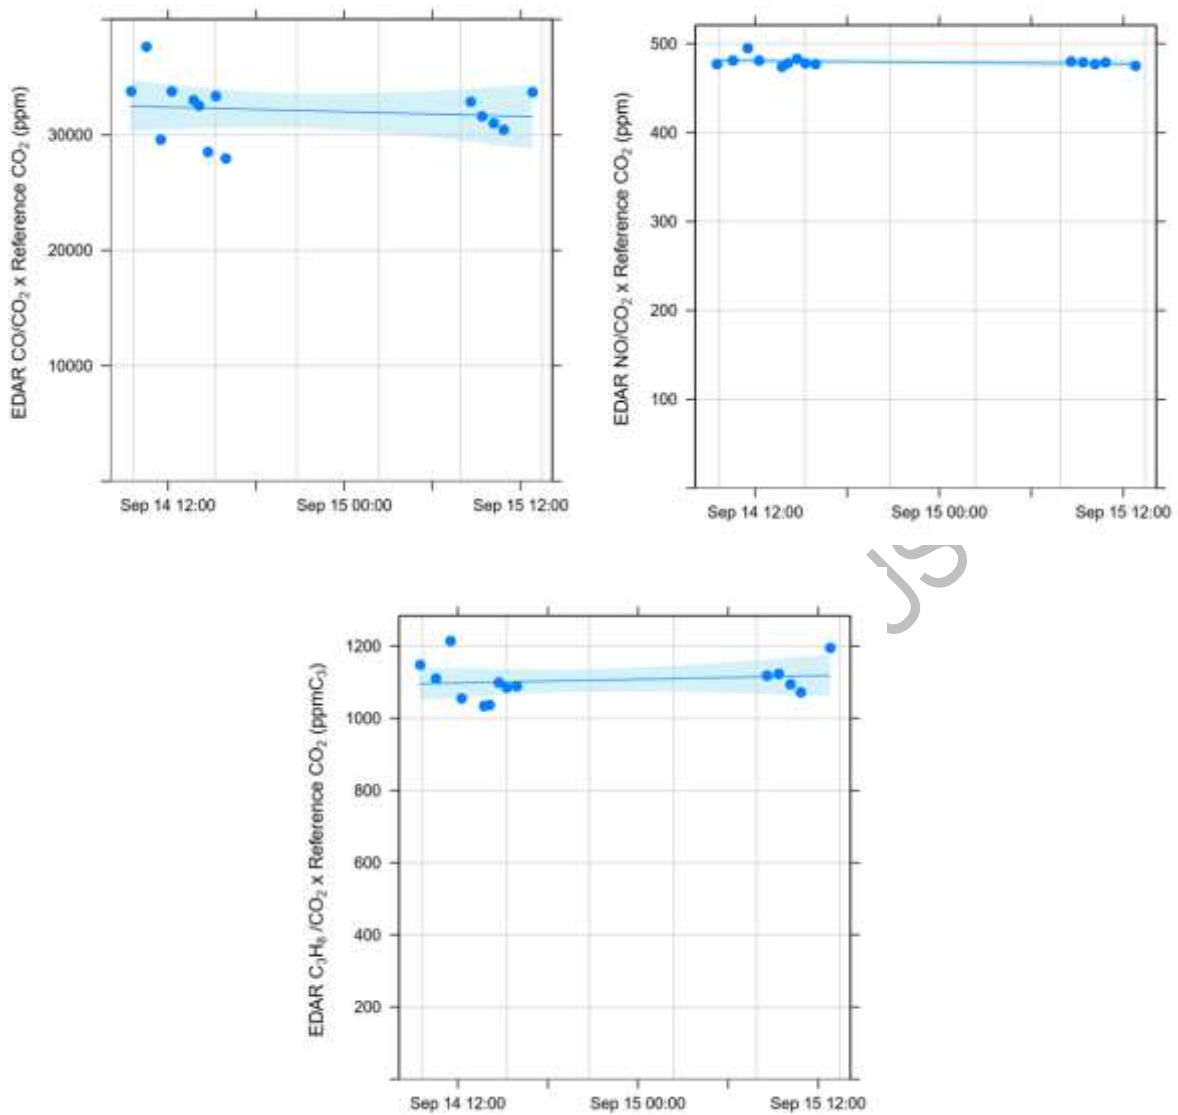 EDAR CO/CO₂ x Reference CO₂ (ppm)
30000
20000
10000
Sep 14 12:00 Sep 15 00:00 Sep 15 12:00
EDAR NO/CO₂ x Reference CO₂ (ppm)
500
400
300
200
100
Sep 14 12:00 Sep 15 00:00 Sep 15 12:00
JS
EDAR C₃H₈ /CO₂ x Reference CO₂ (ppmC₃)
1200
1000
800
600
400
200
Sep 14 12:00 Sep 15 00:00 Sep 15 12:00